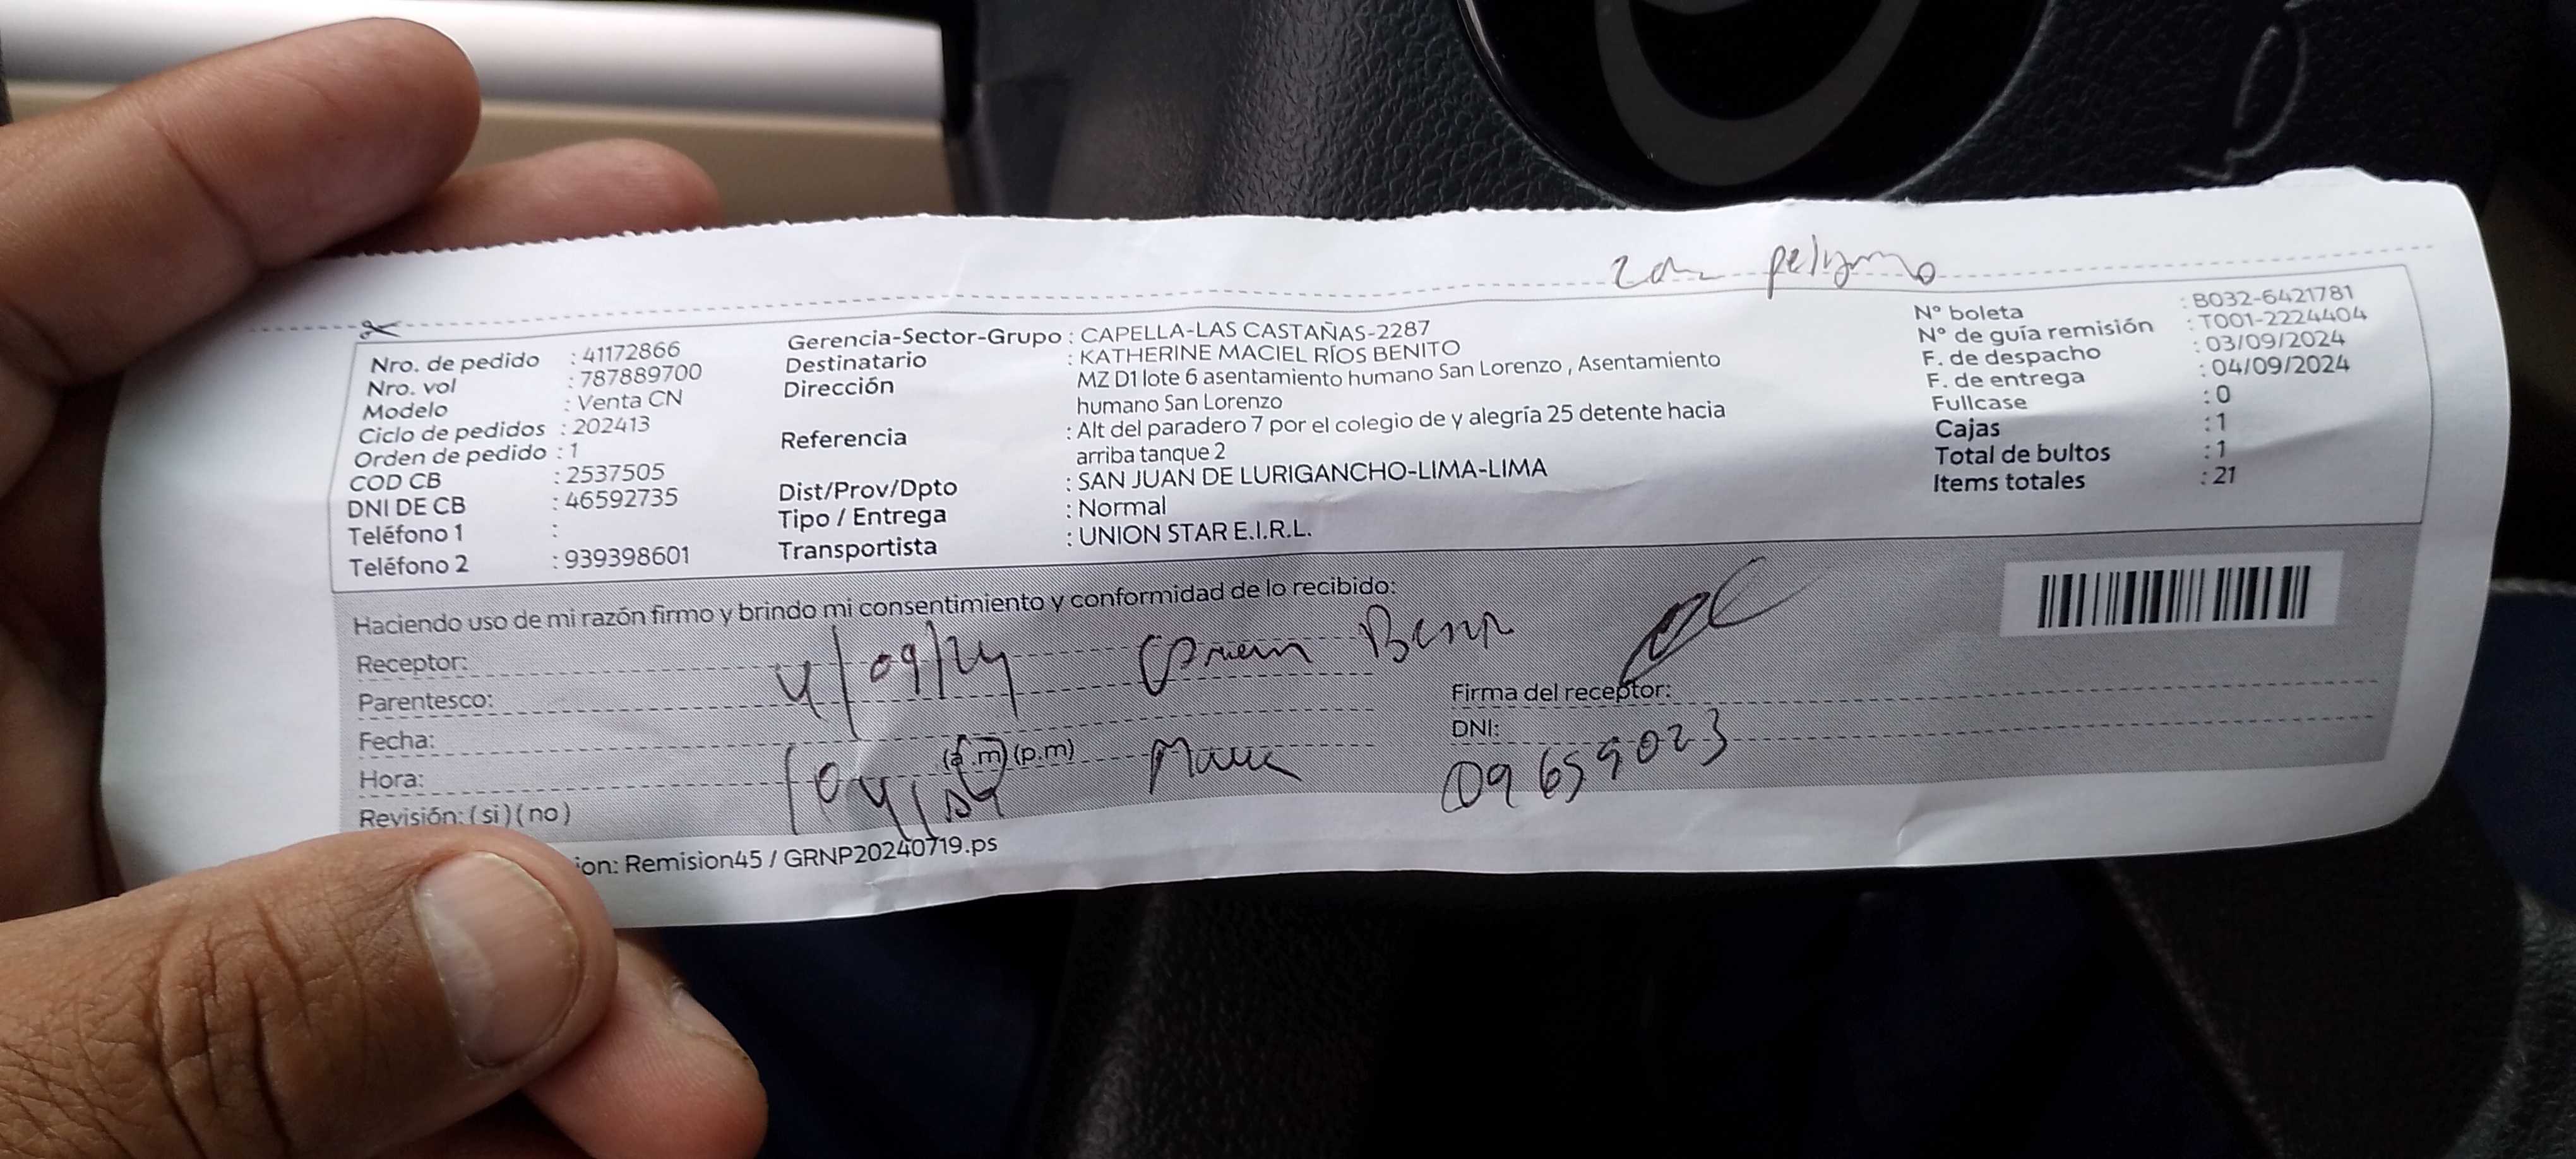 Nro. de pedido : 41172866
Nro. vol : 787889700
Modelo : Venta CN
Ciclo de pedidos : 202413
Orden de pedido : 1
COD CB : 2537505
DNI DE CB : 46592735
Teléfono 1 :
Teléfono 2 : 939398601
Gerencia-Sector-Grupo : CAPELLA-LAS CASTAÑAS-2287
Destinatario : KATHERINE MACIEL RÍOS BENITO
Dirección MZ D1 lote 6 asentamiento humano San Lorenzo , Asentamiento
humano San Lorenzo
Referencia : Alt del paradero 7 por el colegio de y alegría 25 detente hacia
arriba tanque 2
Dist/Prov/Dpto : SAN JUAN DE LURIGANCHO-LIMA-LIMA
Tipo / Entrega : Normal
Transportista : UNION STAR E.I.R.L.
N° boleta : B032-6421781
N° de guía remisión : T001-2224404
F. de despacho : 03/09/2024
F. de entrega : 04/09/2024
Fullcase : 0
Cajas : 1
Total de bultos : 1
Items totales : 21
Haciendo uso de mi razón firmo y brindo mi consentimiento y conformidad de lo recibido:
Receptor:
Parentesco: 4/09/24
Fecha:
Hora: (a.m) (p.m)
Revisión: ( si ) ( no )
Firma del receptor:
DNI:
09659023
ion: Remision45 / GRNP20240719.ps